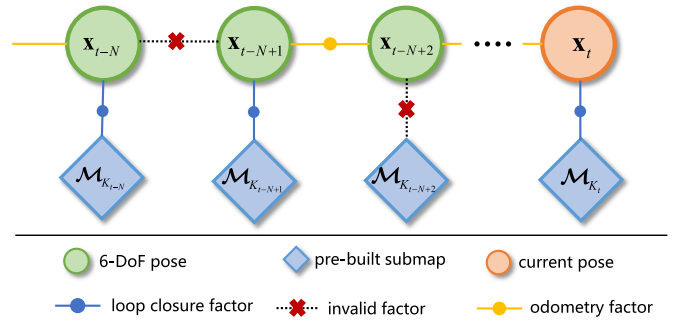 x_{t-N} x_{t-N+1} x_{t-N+2} x_t
M_{K_{t-N}} M_{K_{t-N+1}} M_{K_{t-N+2}} M_{K_t}
6-DoF pose pre-built submap current pose
loop closure factor invalid factor odometry factor